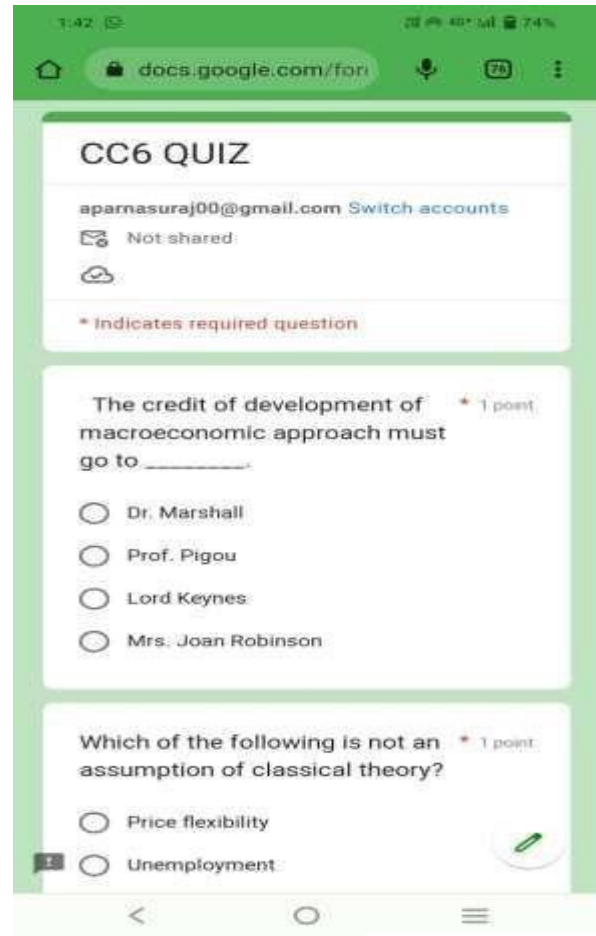 1:42 74%
docs.google.com/for 76
CC6 QUIZ
aparnasuraj00@gmail.com Switch accounts
Not shared
* Indicates required question
The credit of development of * 1 point
macroeconomic approach must
go to ________.
Dr. Marshall
Prof. Pigou
Lord Keynes
Mrs. Joan Robinson
Which of the following is not an * 1 point
assumption of classical theory?
Price flexibility
Unemployment